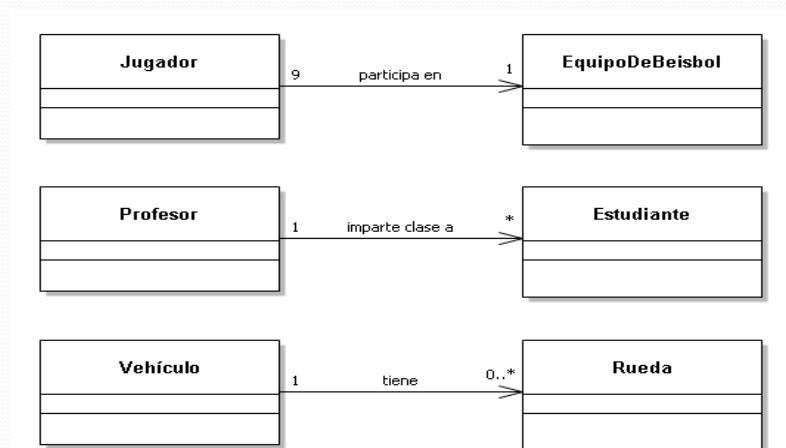 Jugador
9 participa en 1
EquipoDeBeisbol
Profesor
1 imparte clase a *
Estudiante
Vehículo
1 tiene 0..*
Rueda